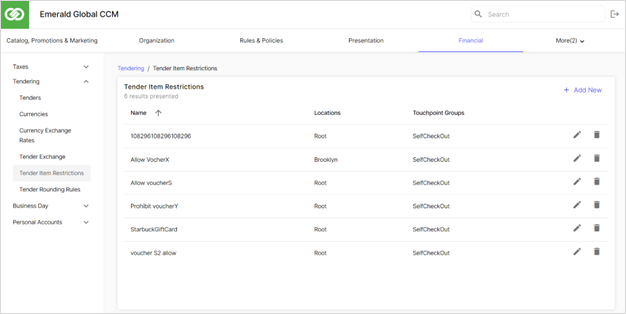 Emerald Global CCM
Search
Catalog, Promotions & Marketing Organization Rules & Policies Presentation Financial More(2)
Taxes
Tendering
Tenders
Currencies
Currency Exchange
Rates
Tender Exchange
Tender Item Restrictions
Tender Rounding Rules
Business Day
Personal Accounts
Tendering / Tender Item Restrictions
Tender Item Restrictions
6 results presented
+ Add New
Name Locations Touchpoint Groups
108296108296108296 Root SelfCheckOut
Allow VocherX Brooklyn SelfCheckOut
Allow voucherS Root SelfCheckOut
Prohibit voucherY Root SelfCheckOut
StarbuckGiftCard Root SelfCheckOut
voucher S2 allow Root SelfCheckOut